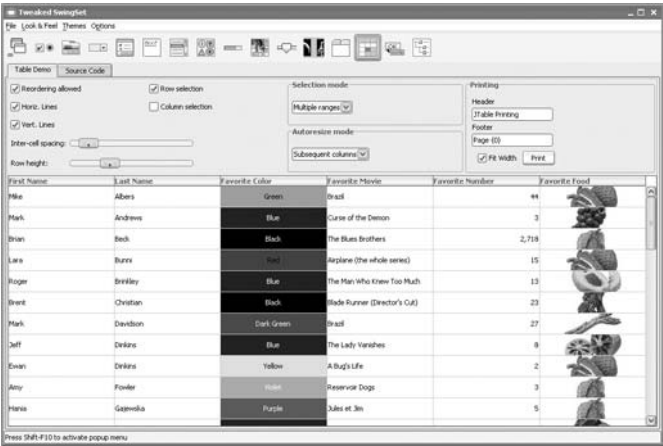 Tweaked SwingSet
File Look & Feel Themes Options
Table Demo Source Code
Reordering allowed
Horiz. Lines
Vert. Lines
Inter-cell spacing:
Row height:
Row selection
Column selection
Selection mode
Multiple ranges
Autoresize mode
Subsequent columns
Printing
Header
JTable Printing
Footer
Page {0}
Fit Width Print
First Name Last Name Favorite Color Favorite Movie Favorite Number Favorite Food
Mike Albers Green Brazil 44
Mark Andrews Blue Curse of the Demon 3
Brian Beck Black The Blues Brothers 2,718
Lara Bunni Red Airplane (the whole series) 15
Roger Brinkley Blue The Man Who Knew Too Much 13
Brent Christian Black Blade Runner (Director's Cut) 23
Mark Davidson Dark Green Brazil 27
Jeff Dinkins Blue The Lady Vanishes 8
Ewan Dinkins Yellow A Bug's Life 2
Amy Fowler Violet Reservoir Dogs 3
Hania Gajewska Purple Jules et Jim 5
Press Shift-F10 to activate popup menu